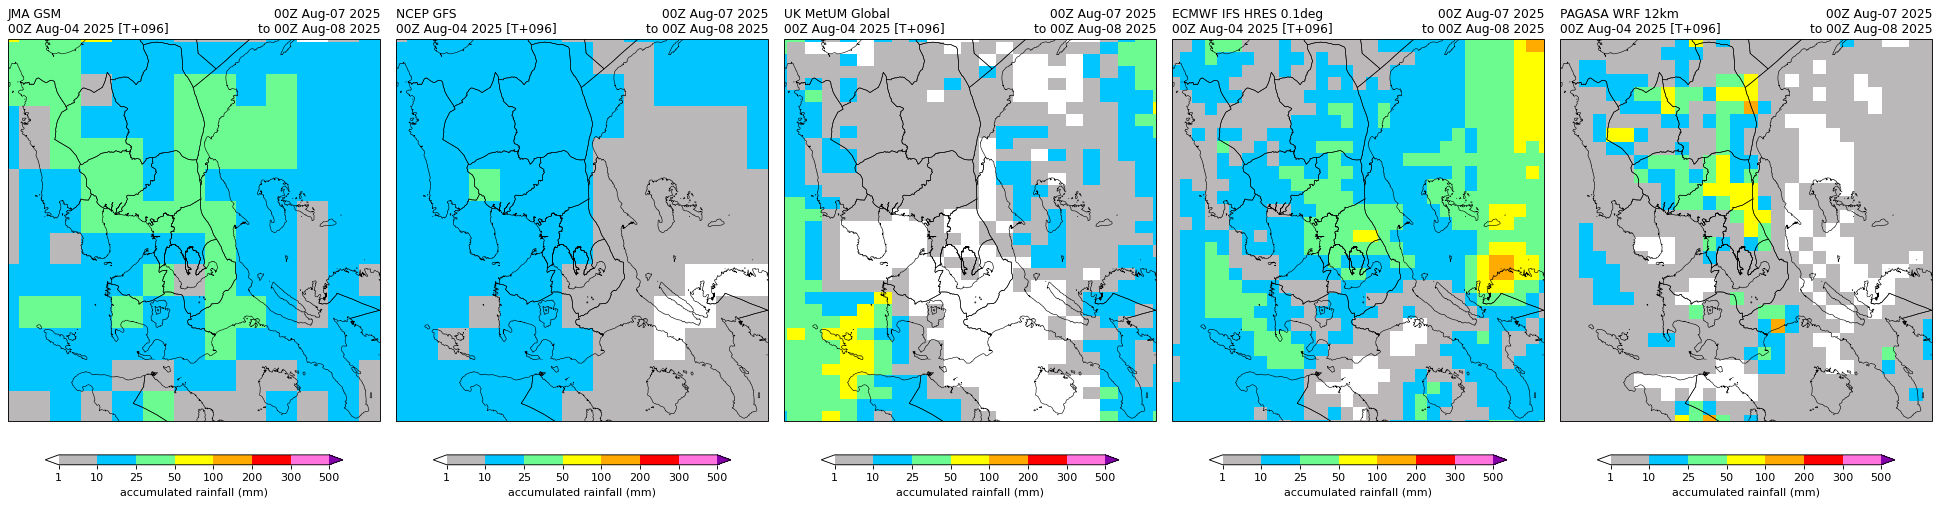 JMA GSM 00Z Aug-07 2025
00Z Aug-04 2025 [T+096] to 00Z Aug-08 2025
NCEP GFS 00Z Aug-07 2025
00Z Aug-04 2025 [T+096] to 00Z Aug-08 2025
UK MetUM Global 00Z Aug-07 2025
00Z Aug-04 2025 [T+096] to 00Z Aug-08 2025
ECMWF IFS HRES 0.1deg 00Z Aug-07 2025
00Z Aug-04 2025 [T+096] to 00Z Aug-08 2025
PAGASA WRF 12km 00Z Aug-07 2025
00Z Aug-04 2025 [T+096] to 00Z Aug-08 2025
1 10 25 50 100 200 300 500
accumulated rainfall (mm)
1 10 25 50 100 200 300 500
accumulated rainfall (mm)
1 10 25 50 100 200 300 500
accumulated rainfall (mm)
1 10 25 50 100 200 300 500
accumulated rainfall (mm)
1 10 25 50 100 200 300 500
accumulated rainfall (mm)